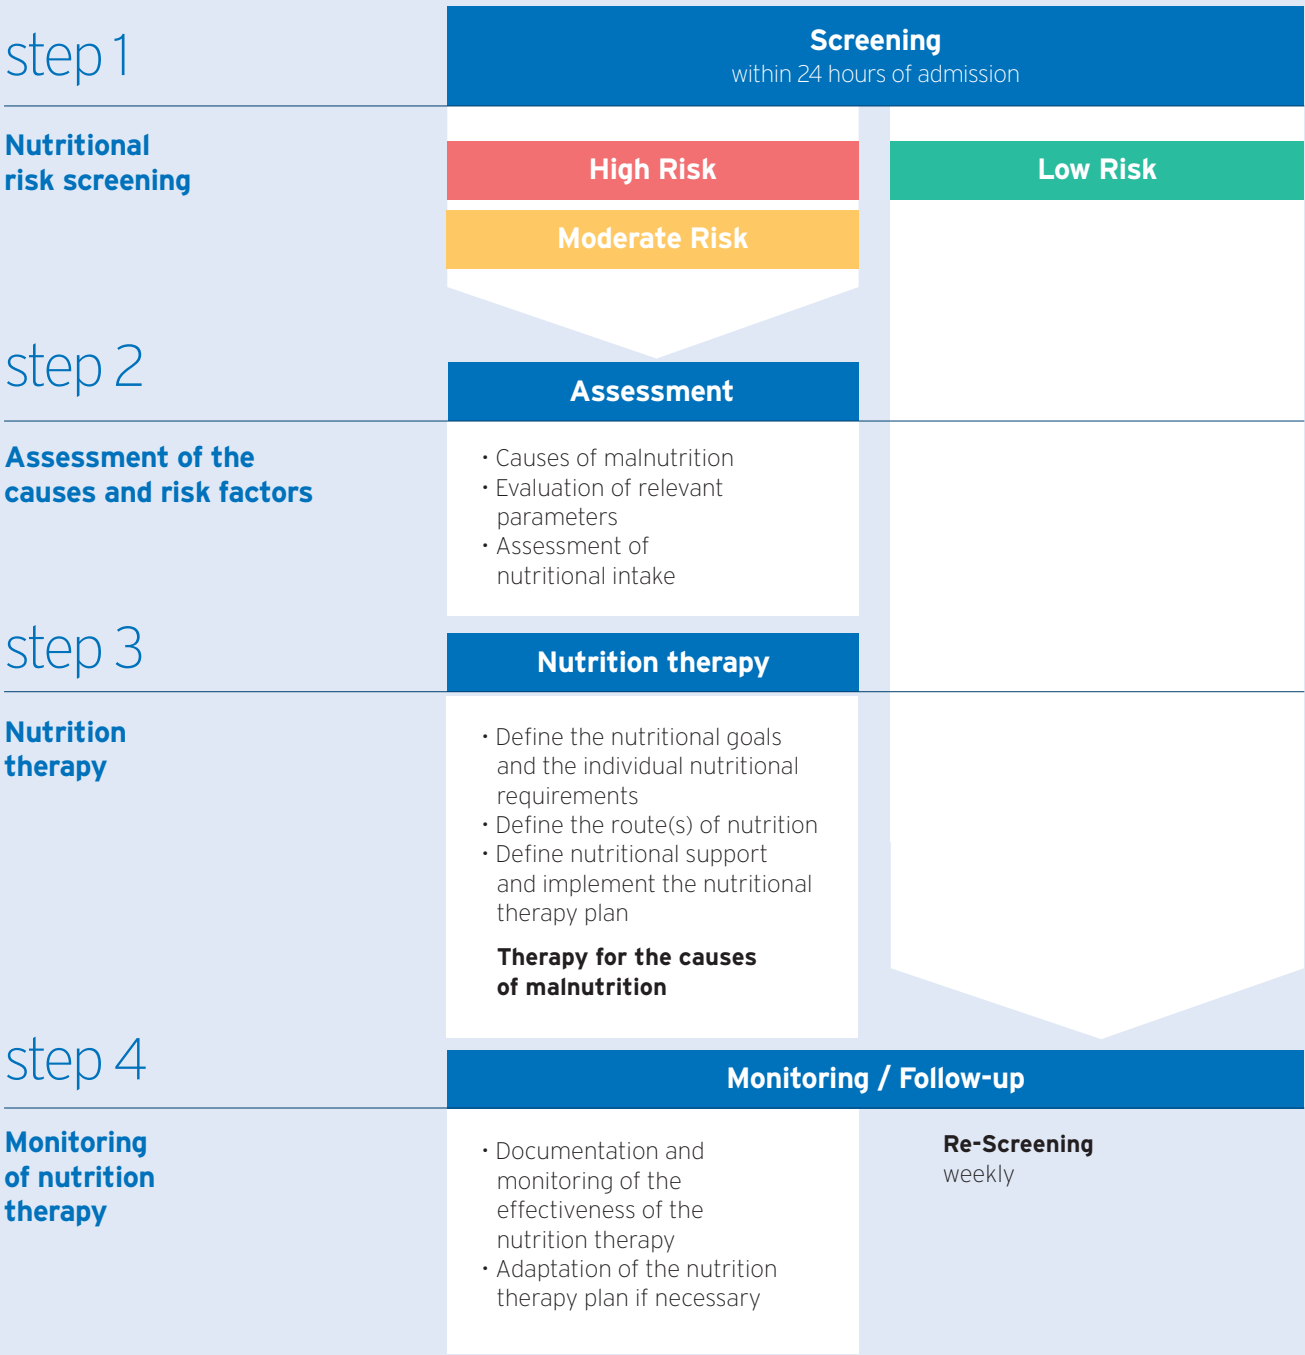 step 1
Screening
within 24 hours of admission
Nutritional
risk screening
High Risk
Low Risk
Moderate Risk
step 2
Assessment
Assessment of the
causes and risk factors
· Causes of malnutrition
· Evaluation of relevant
parameters
· Assessment of
nutritional intake
step 3
Nutrition therapy
Nutrition
therapy
· Define the nutritional goals
and the individual nutritional
requirements
· Define the route(s) of nutrition
· Define nutritional support
and implement the nutritional
therapy plan
Therapy for the causes
of malnutrition
step 4
Monitoring / Follow-up
Monitoring
of nutrition
therapy
· Documentation and
monitoring of the
effectiveness of the
nutrition therapy
· Adaptation of the nutrition
therapy plan if necessary
Re-Screening
weekly